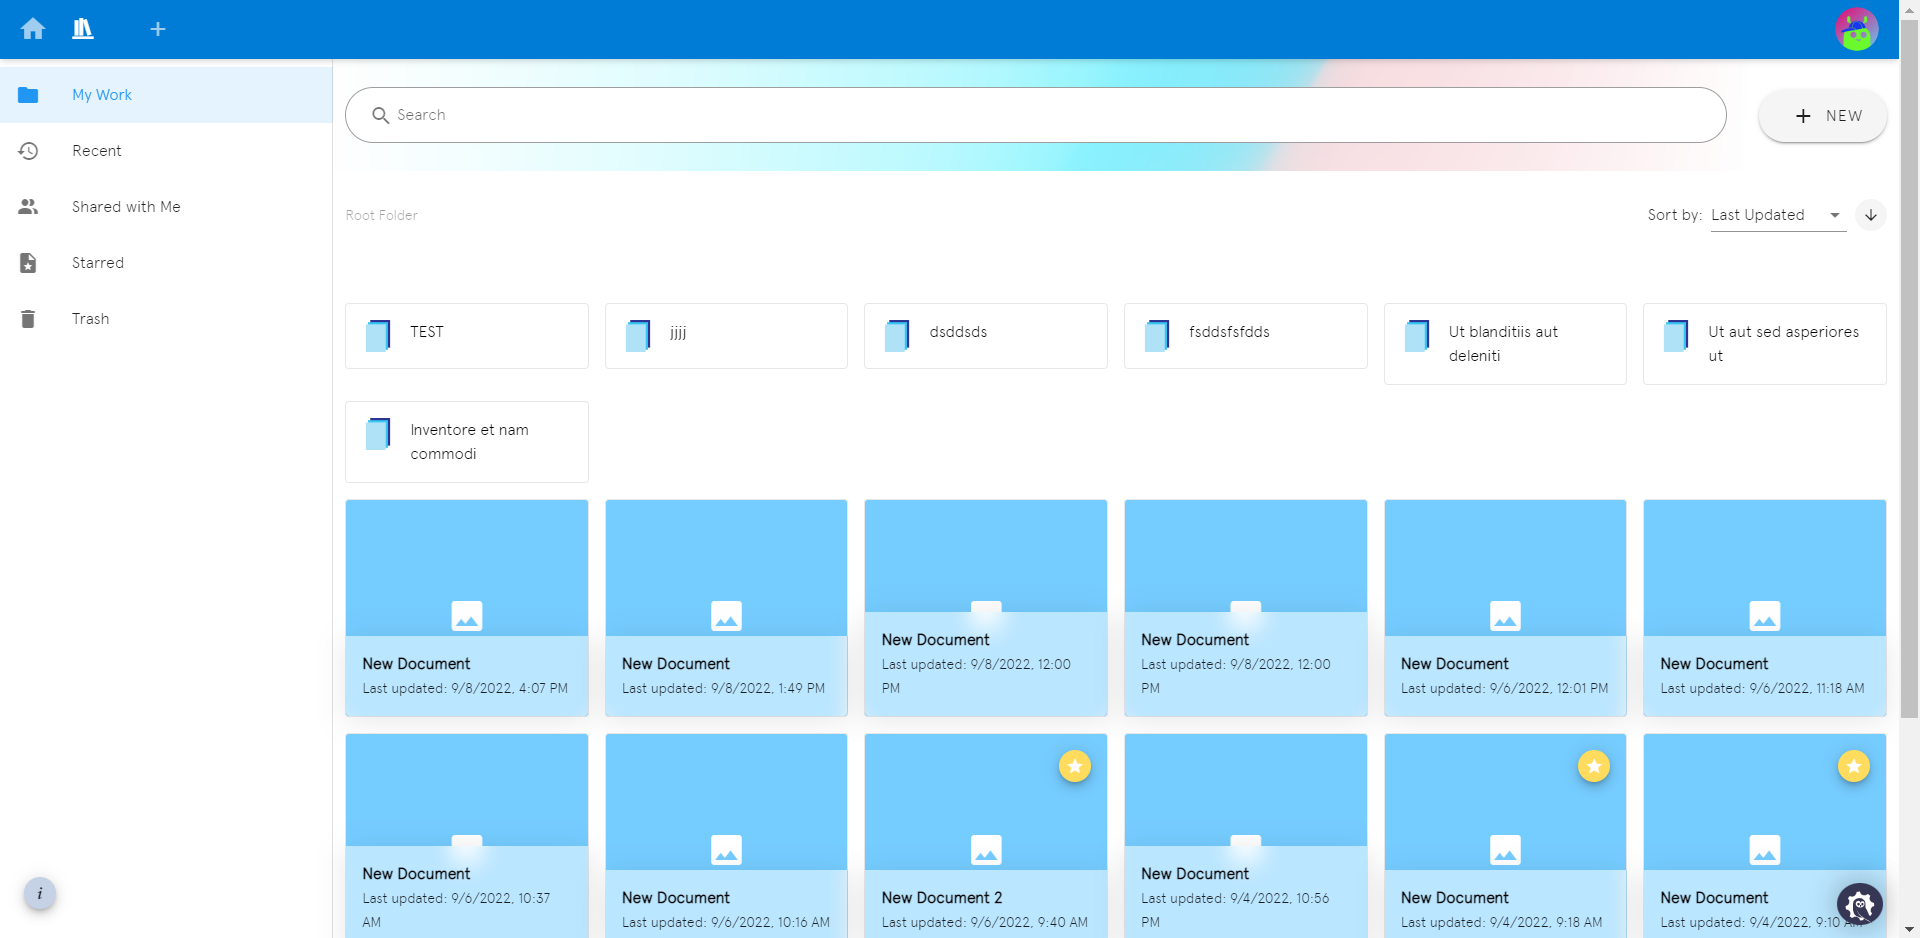 My Work
Recent
Shared with Me
Starred
Trash
i
Search
NEW
Root Folder
Sort by: Last Updated
TEST
jjjj
dsddsds
fsddsfsfdds
Ut blanditiis aut
deleniti
Ut aut sed asperiores
ut
Inventore et nam
commodi
New Document
Last updated: 9/8/2022, 4:07 PM
New Document
Last updated: 9/8/2022, 1:49 PM
New Document
Last updated: 9/8/2022, 12:00
PM
New Document
Last updated: 9/8/2022, 12:00
PM
New Document
Last updated: 9/6/2022, 12:01 PM
New Document
Last updated: 9/6/2022, 11:18 AM
New Document
Last updated: 9/6/2022, 10:37
AM
New Document
Last updated: 9/6/2022, 10:16 AM
New Document 2
Last updated: 9/6/2022, 9:40 AM
New Document
Last updated: 9/4/2022, 10:56
PM
New Document
Last updated: 9/4/2022, 9:18 AM
New Document
Last updated: 9/4/2022, 9:10 AM